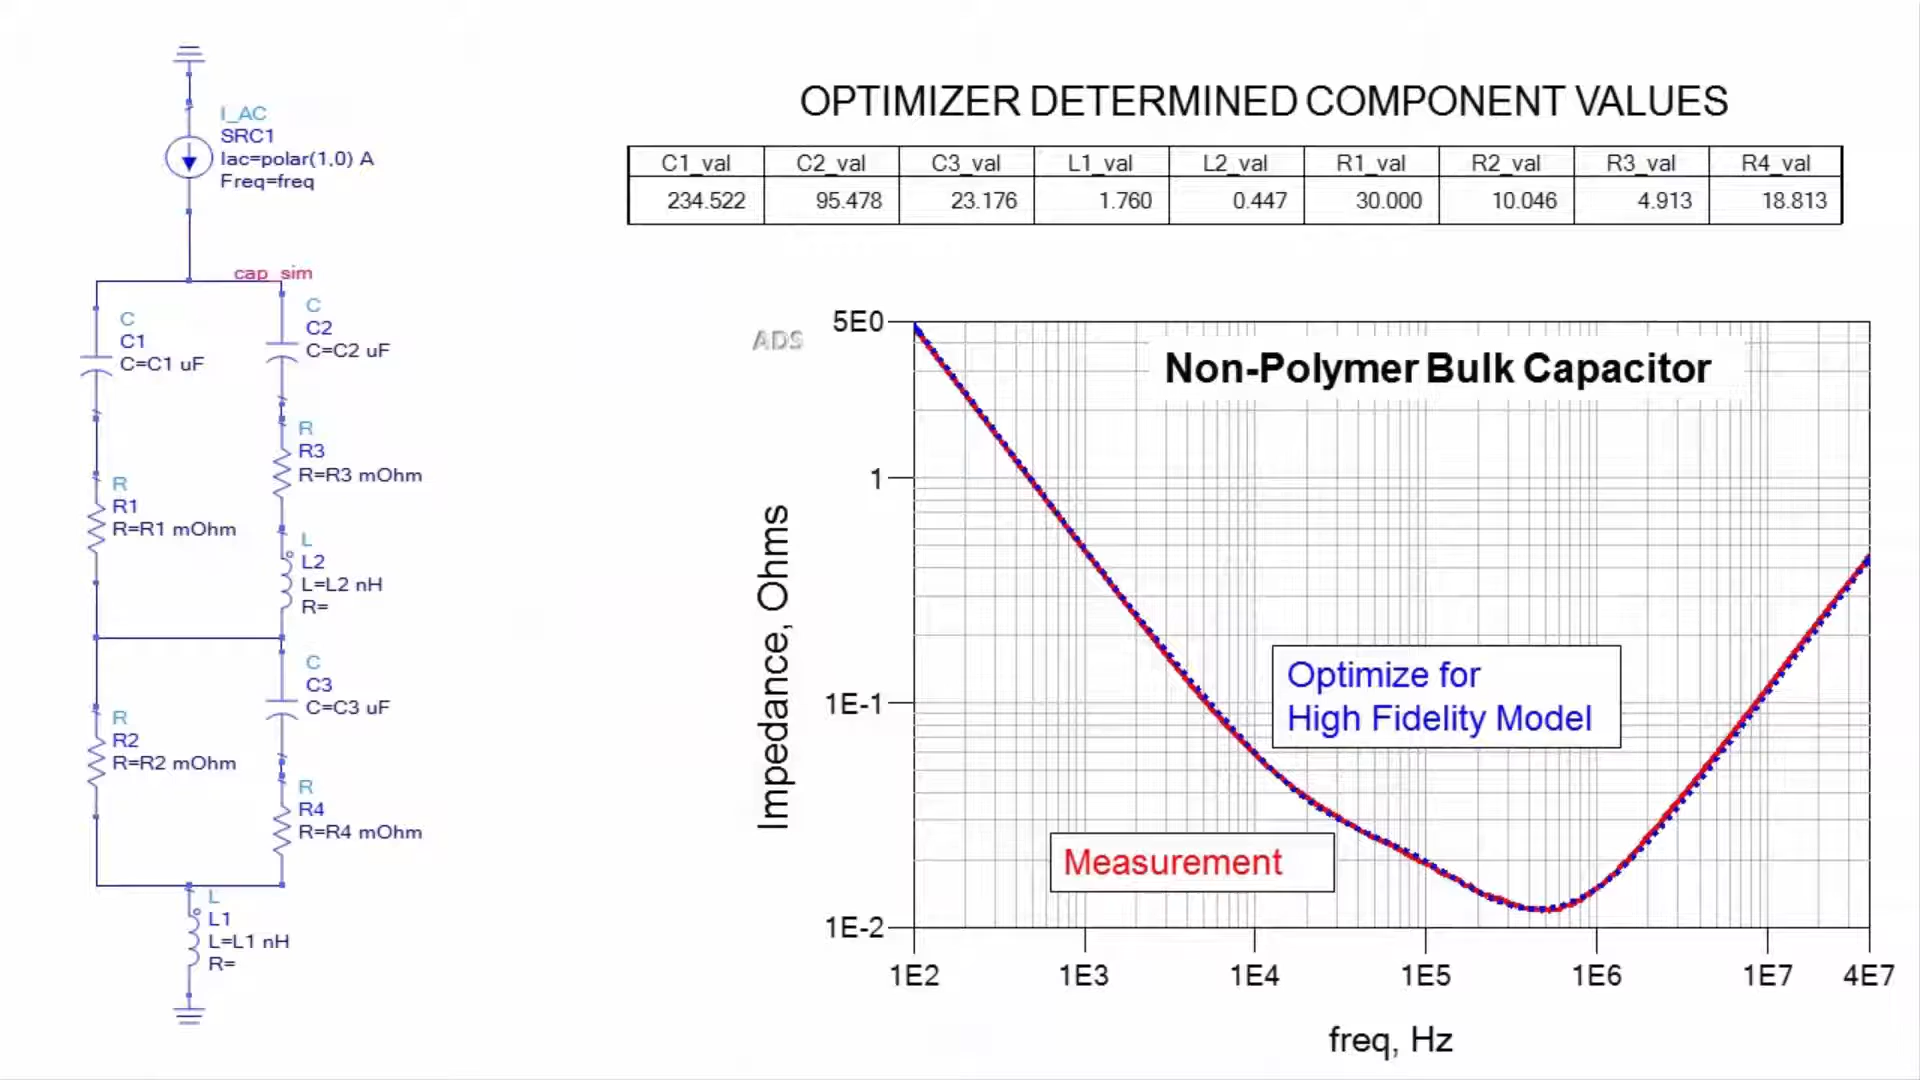 I_AC
SRC1
Iac=polar(1,0) A
Freq=freq
cap_sim
C
C1
C=C1 uF
C
C2
C=C2 uF
R
R3
R=R3 mOhm
R
R1
R=R1 mOhm
L
L2
L=L2 nH
R=
C
C3
C=C3 uF
R
R2
R=R2 mOhm
R
R4
R=R4 mOhm
L
L1
L=L1 nH
R=
OPTIMIZER DETERMINED COMPONENT VALUES
C1_val C2_val C3_val L1_val L2_val R1_val R2_val R3_val R4_val
234.522 95.478 23.176 1.760 0.447 30.000 10.046 4.913 18.813
ADS
Non-Polymer Bulk Capacitor
5E0
1
1E-1
1E-2
Impedance, Ohms
Optimize for
High Fidelity Model
Measurement
1E2 1E3 1E4 1E5 1E6 1E7 4E7
freq, Hz